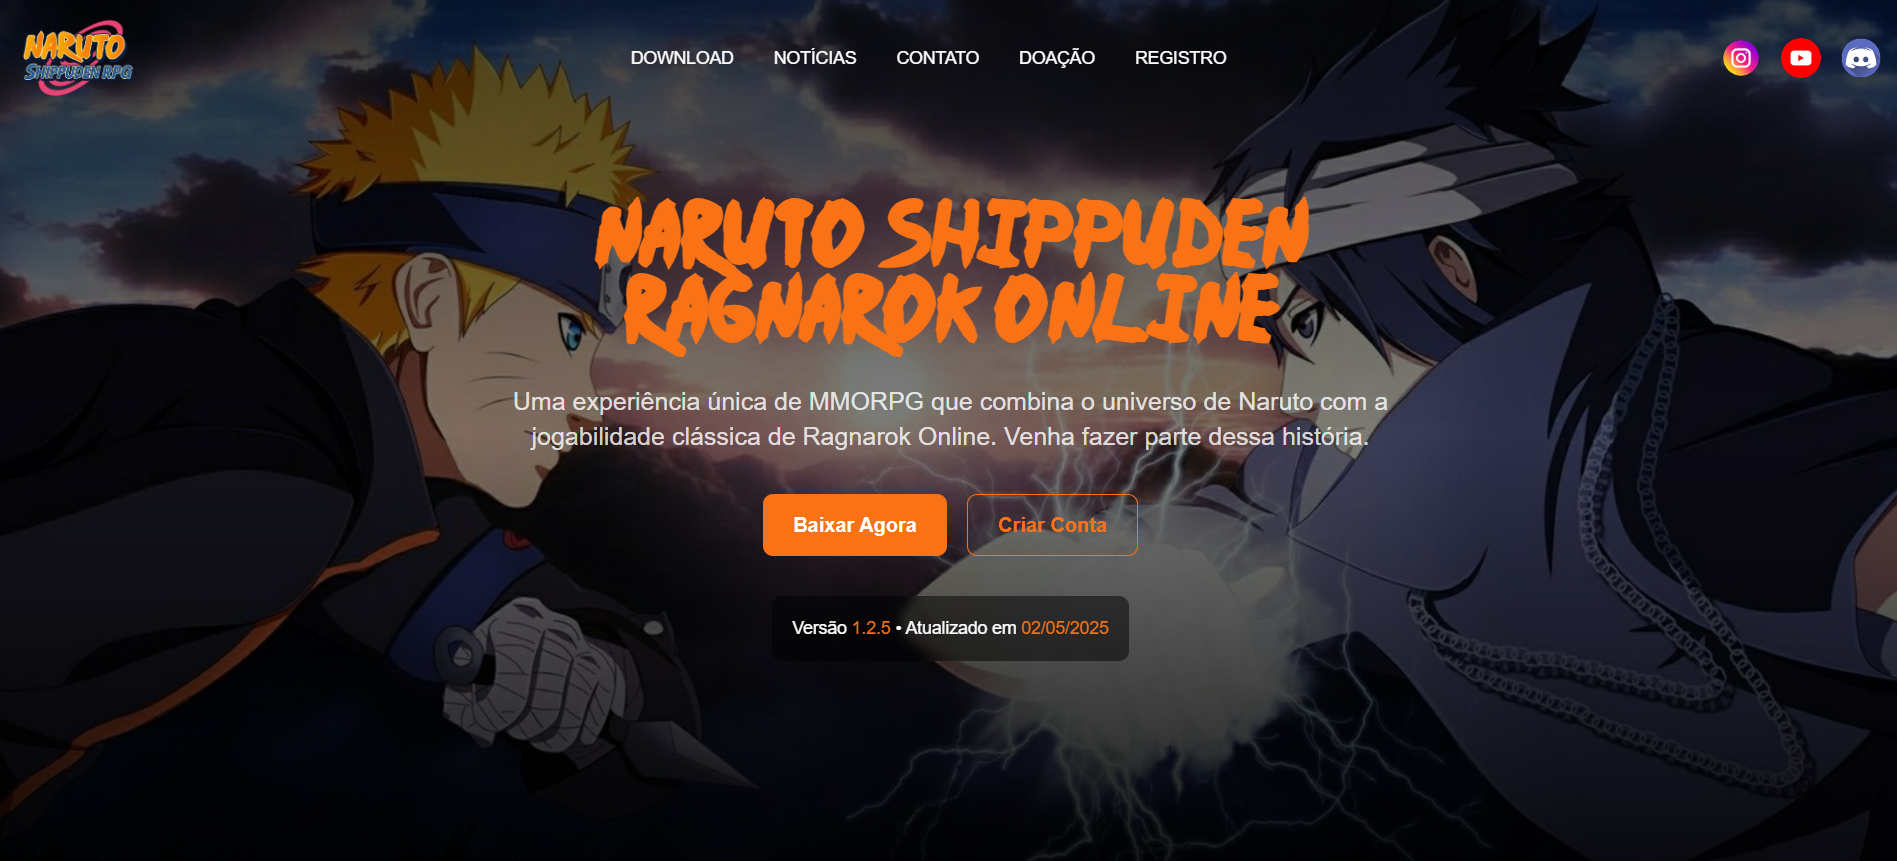 NARUTO
SHIPPUDEN RPG
DOWNLOAD NOTÍCIAS CONTATO DOAÇÃO REGISTRO
NARUTO SHIPPUDEN
RAGNAROK ONLINE
Uma experiência única de MMORPG que combina o universo de Naruto com a
jogabilidade clássica de Ragnarok Online. Venha fazer parte dessa história.
Baixar Agora Criar Conta
Versão 1.2.5 • Atualizado em 02/05/2025